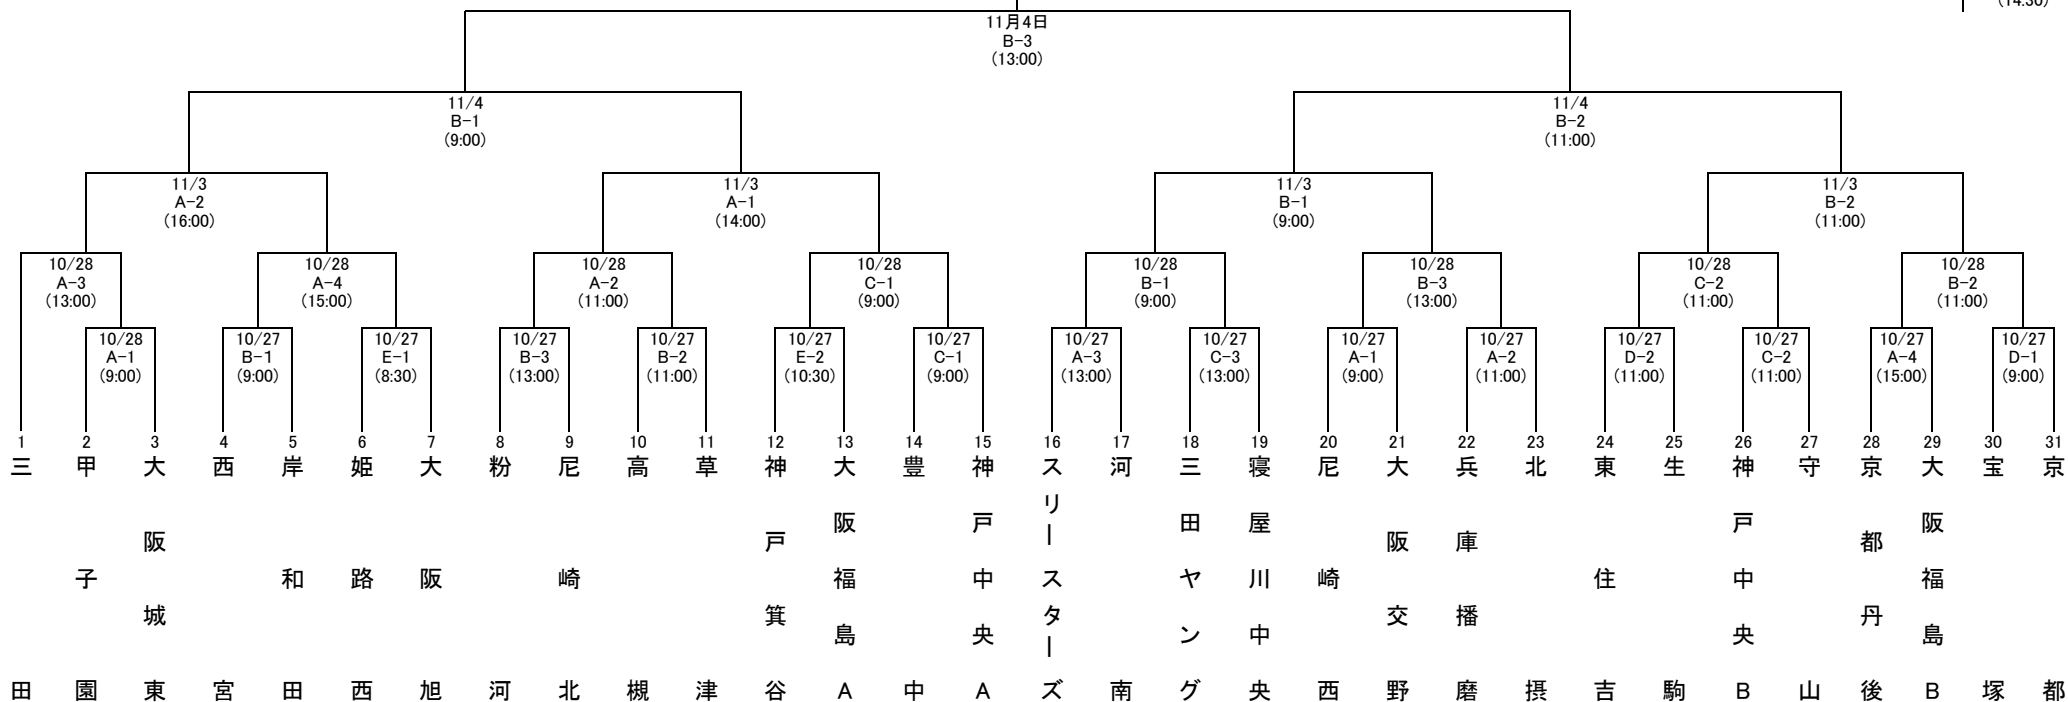 (14:30)
11月4日
B-3
(13:00)
11/4
B-1
(9:00)
11/4
B-2
(11:00)
11/3
A-2
(16:00)
11/3
A-1
(14:00)
11/3
B-1
(9:00)
11/3
B-2
(11:00)
10/28
A-3
(13:00)
10/28
A-4
(15:00)
10/28
A-2
(11:00)
10/28
C-1
(9:00)
10/28
B-1
(9:00)
10/28
B-3
(13:00)
10/28
C-2
(11:00)
10/28
B-2
(11:00)
10/28
A-1
(9:00)
10/27
B-1
(9:00)
10/27
E-1
(8:30)
10/27
B-3
(13:00)
10/27
B-2
(11:00)
10/27
E-2
(10:30)
10/27
C-1
(9:00)
10/27
A-3
(13:00)
10/27
C-3
(13:00)
10/27
A-1
(9:00)
10/27
A-2
(11:00)
10/27
D-2
(11:00)
10/27
C-2
(11:00)
10/27
A-4
(15:00)
10/27
D-1
(9:00)
1 三田
2 甲子園
3 大阪城東
4 西宮
5 岸和田
6 姫路西
7 大阪旭
8 粉河
9 尼崎北
10 高槻
11 草津
12 神戸箕谷
13 大阪福島A
14 豊中
15 神戸中央A
16 スリースターズ
17 河南
18 三田ヤング
19 寝屋川中央
20 尼崎西
21 大阪交野
22 兵庫播磨
23 北摂
24 東住吉
25 生駒
26 神戸中央B
27 守山
28 京都丹後
29 大阪福島B
30 宝塚
31 京都